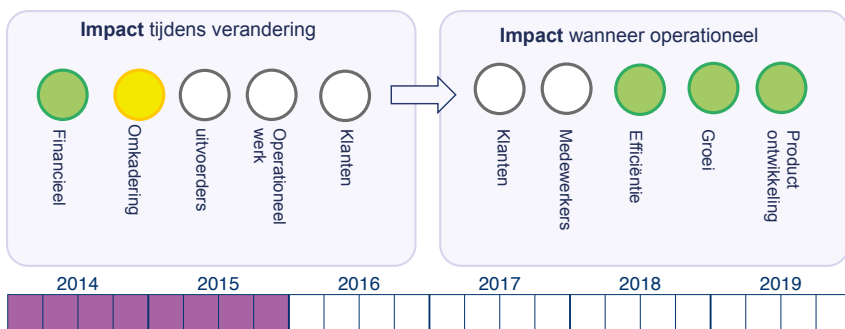 Impact tijdens verandering
Financieel
Omkadering
uitvoerders
Operationeel
werk
Klanten
Impact wanneer operationeel
Klanten
Medewerkers
Efficiëntie
Groei
Product
ontwikkeling
2014
2015
2016
2017
2018
2019